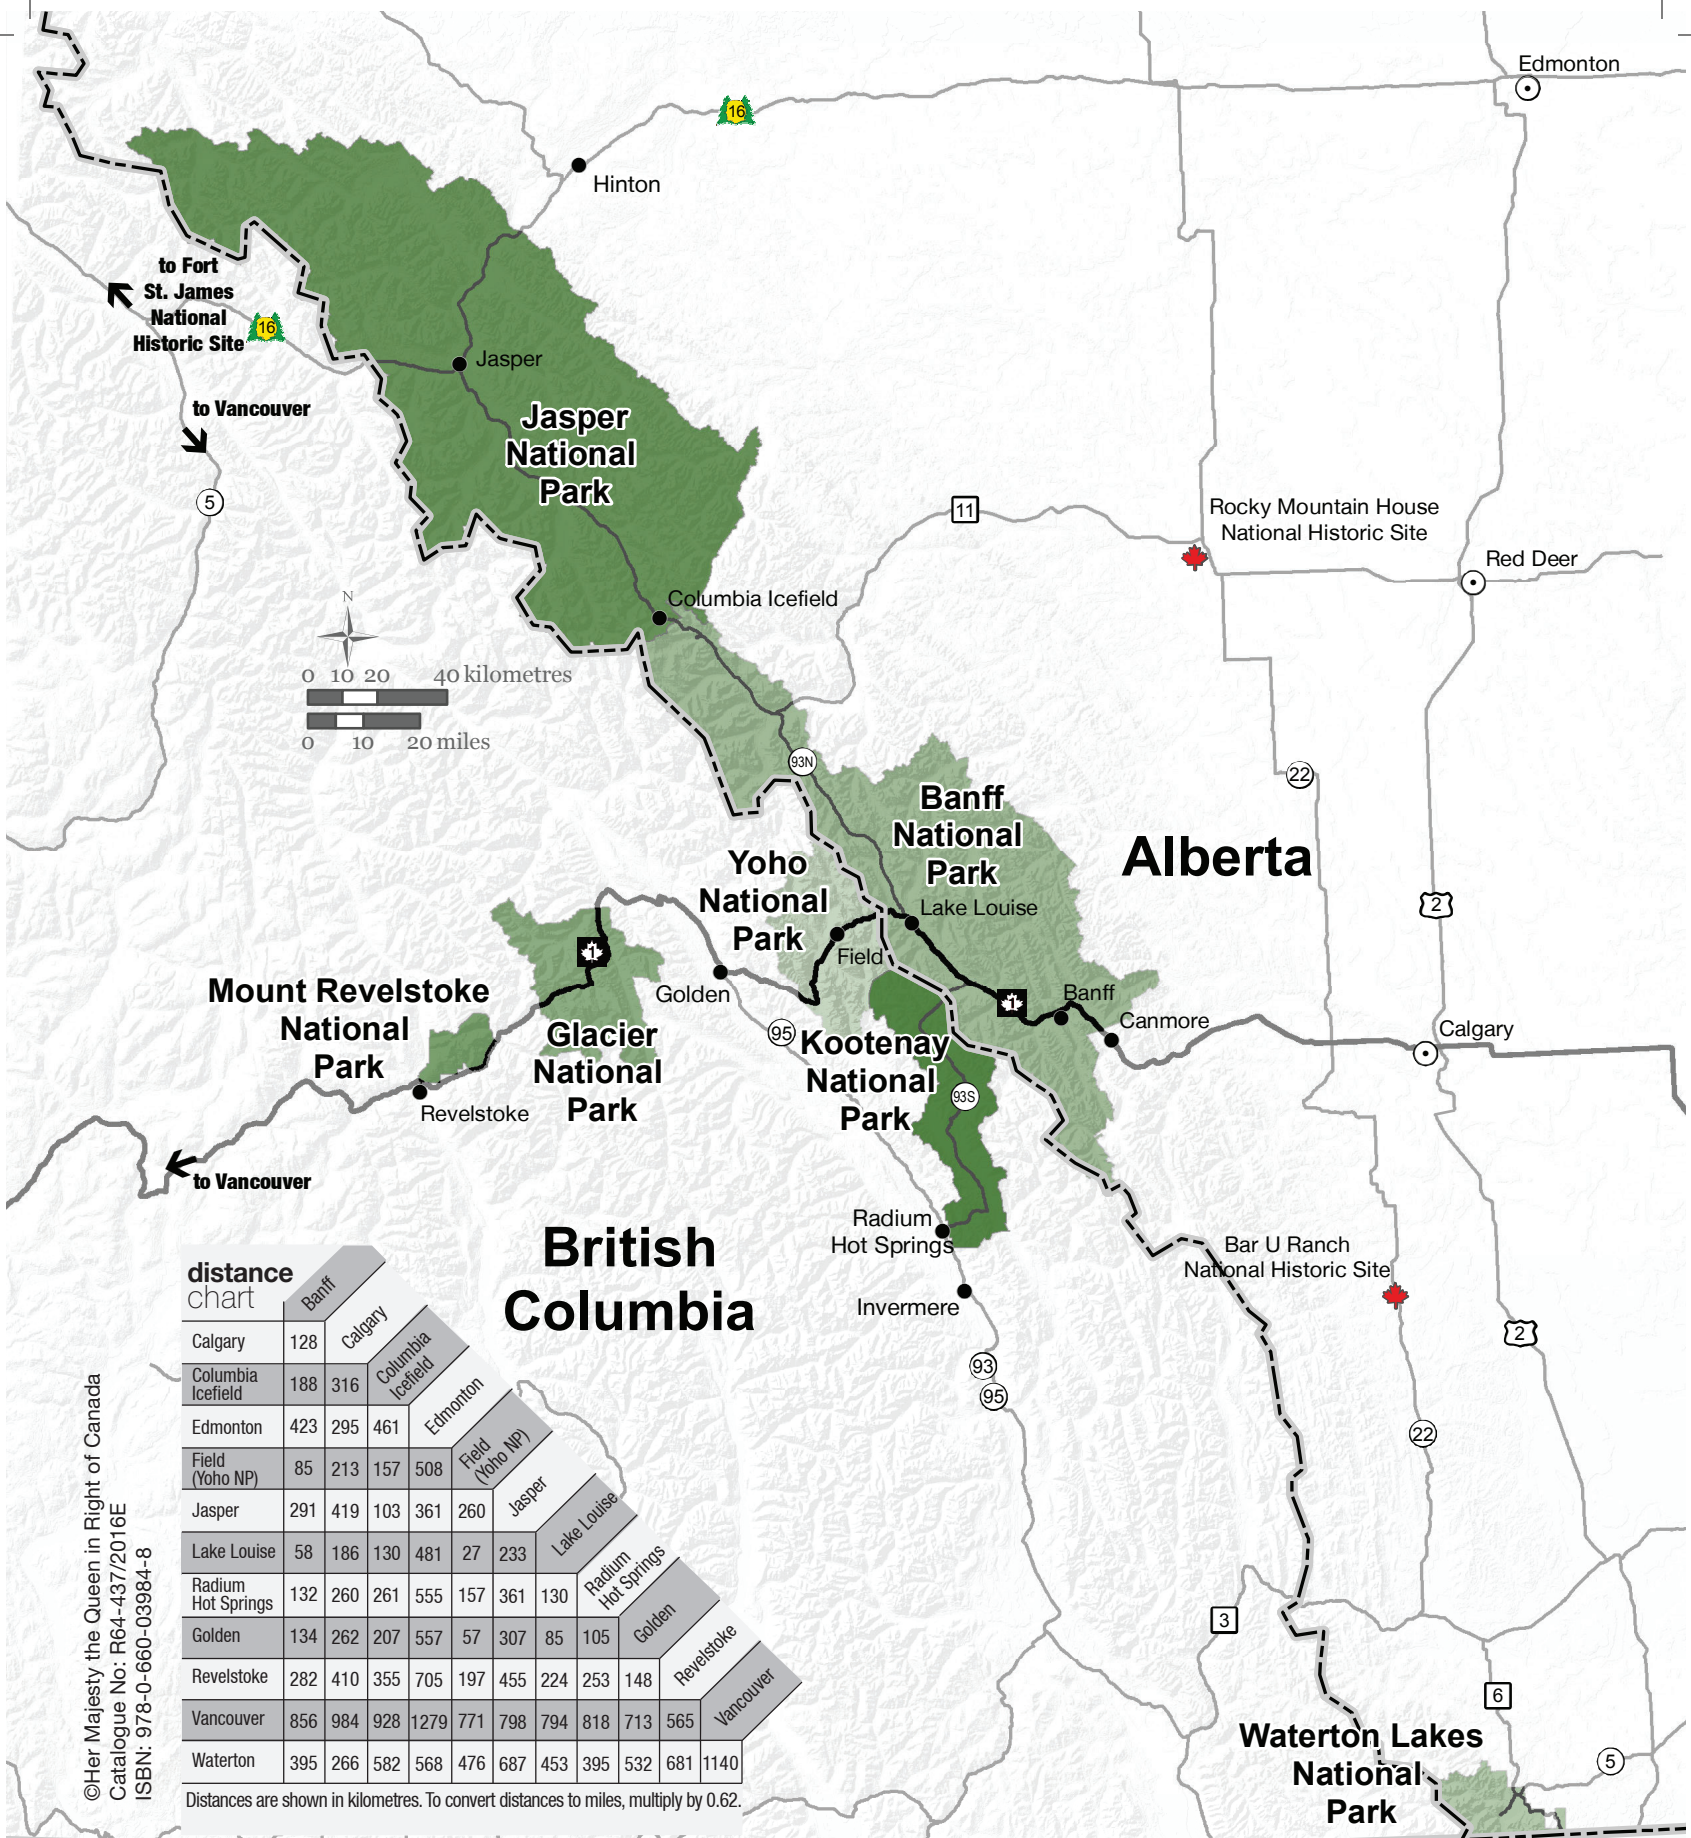 Edmonton
16
Hinton
to Fort
St. James
National
Historic Site
16
Jasper
to Vancouver
5
Jasper
National
Park
11
Rocky Mountain House
National Historic Site
Red Deer
Columbia Icefield
N
0 10 20 40 kilometres
0 10 20 miles
93N
22
Banff
National
Park
Alberta
Yoho
National
Park
2
Lake Louise
Field
1
Golden
Mount Revelstoke
National
Park
1
Banff
Canmore
Calgary
95
Glacier
National
Park
Kootenay
National
Park
93S
Revelstoke
to Vancouver
Radium
Hot Springs
British
Columbia
Bar U Ranch
National Historic Site
Invermere
2
93
95
22
3
6
Waterton Lakes
National
Park
5
distance
chart
Banff
Calgary
Columbia
Icefield
Edmonton
Field
(Yoho NP)
Jasper
Lake Louise
Radium
Hot Springs
Golden
Revelstoke
Vancouver
Calgary 128
Columbia
Icefield 188 316
Edmonton 423 295 461
Field
(Yoho NP) 85 213 157 508
Jasper 291 419 103 361 260
Lake Louise 58 186 130 481 27 233
Radium
Hot Springs 132 260 261 555 157 361 130
Golden 134 262 207 557 57 307 85 105
Revelstoke 282 410 355 705 197 455 224 253 148
Vancouver 856 984 928 1279 771 798 794 818 713 565
Waterton 395 266 582 568 476 687 453 395 532 681 1140
Distances are shown in kilometres. To convert distances to miles, multiply by 0.62.
©Her Majesty the Queen in Right of Canada
Catalogue No: R64-437/2016E
ISBN: 978-0-660-03984-8